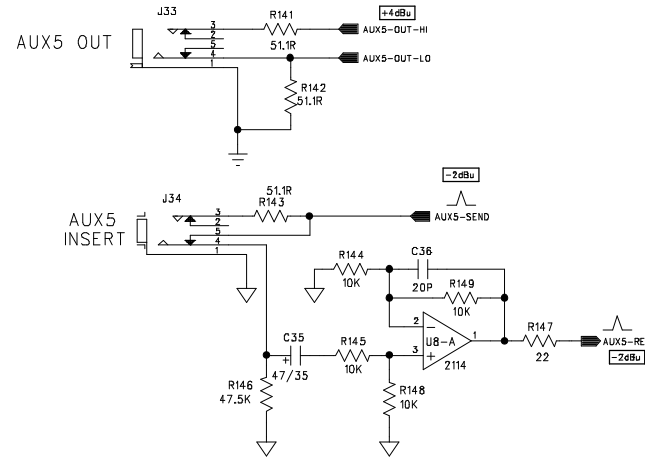 J33
R141
51.1R
+4dBu
AUX5-OUT-HI
AUX5 OUT
3
2
5
4
1
AUX5-OUT-LO
R142
51.1R
J34
51.1R
R143
-2dBu
AUX5-SEND
AUX5
INSERT
3
2
5
4
1
R144
10K
C36
20P
R149
10K
2
-
U8-A
1
3
+
2114
C35
+
47/35
R145
10K
R147
22
AUX5-RE
-2dBu
R146
47.5K
R148
10K